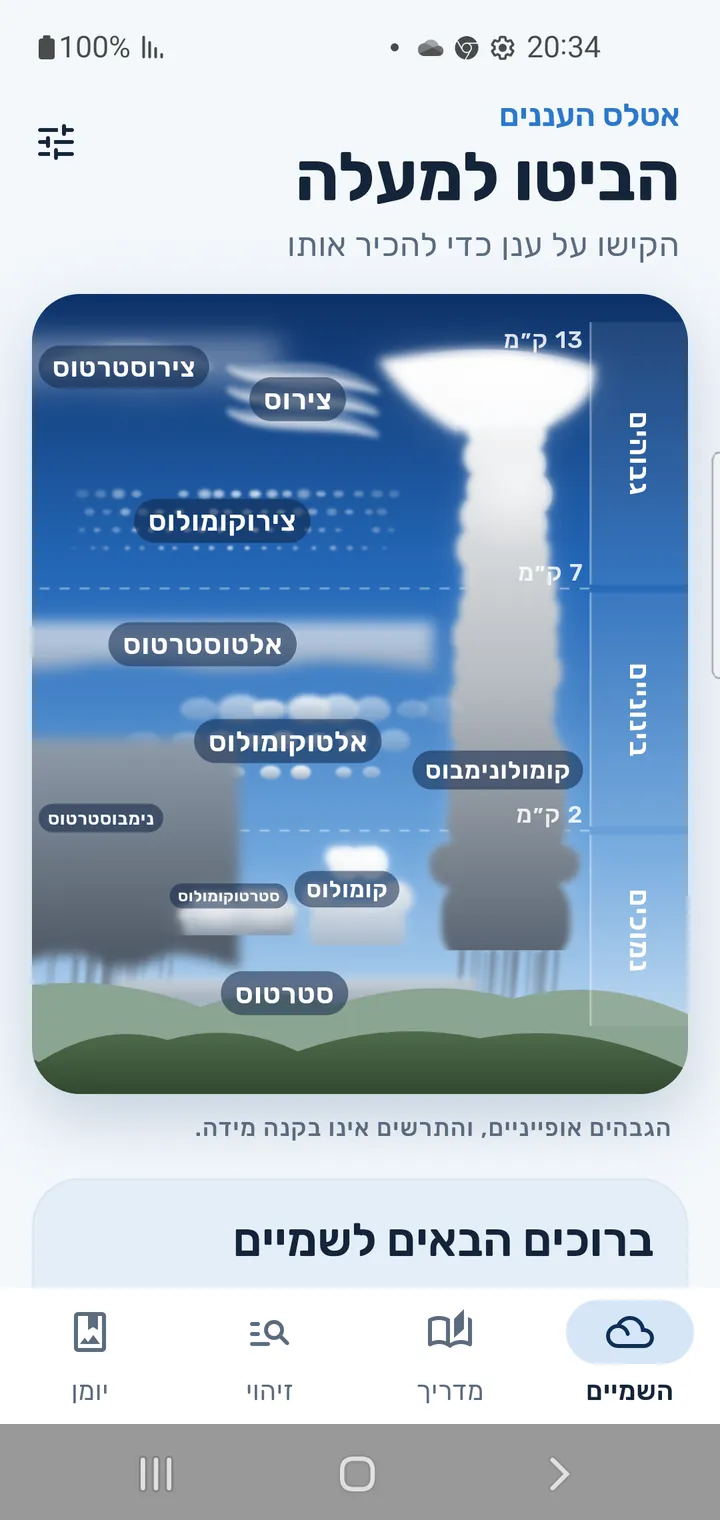 100% 20:34
אטלס העננים
הביטו למעלה
הקישו על ענן כדי להכיר אותו
13 ק״מ
צירוסטרטוס
צירוס
גבוהים
צירוקומולוס
7 ק״מ
אלטוסטרטוס
בינוניים
אלטוקומולוס
קומולונימבוס
2 ק״מ
נימבוסטרטוס
קומולוס
סטרטוקומולוס
נמוכים
סטרטוס
הגבהים אופייניים, והתרשים אינו בקנה מידה.
ברוכים הבאים לשמיים
השמיים
מדריך
זיהוי
יומן